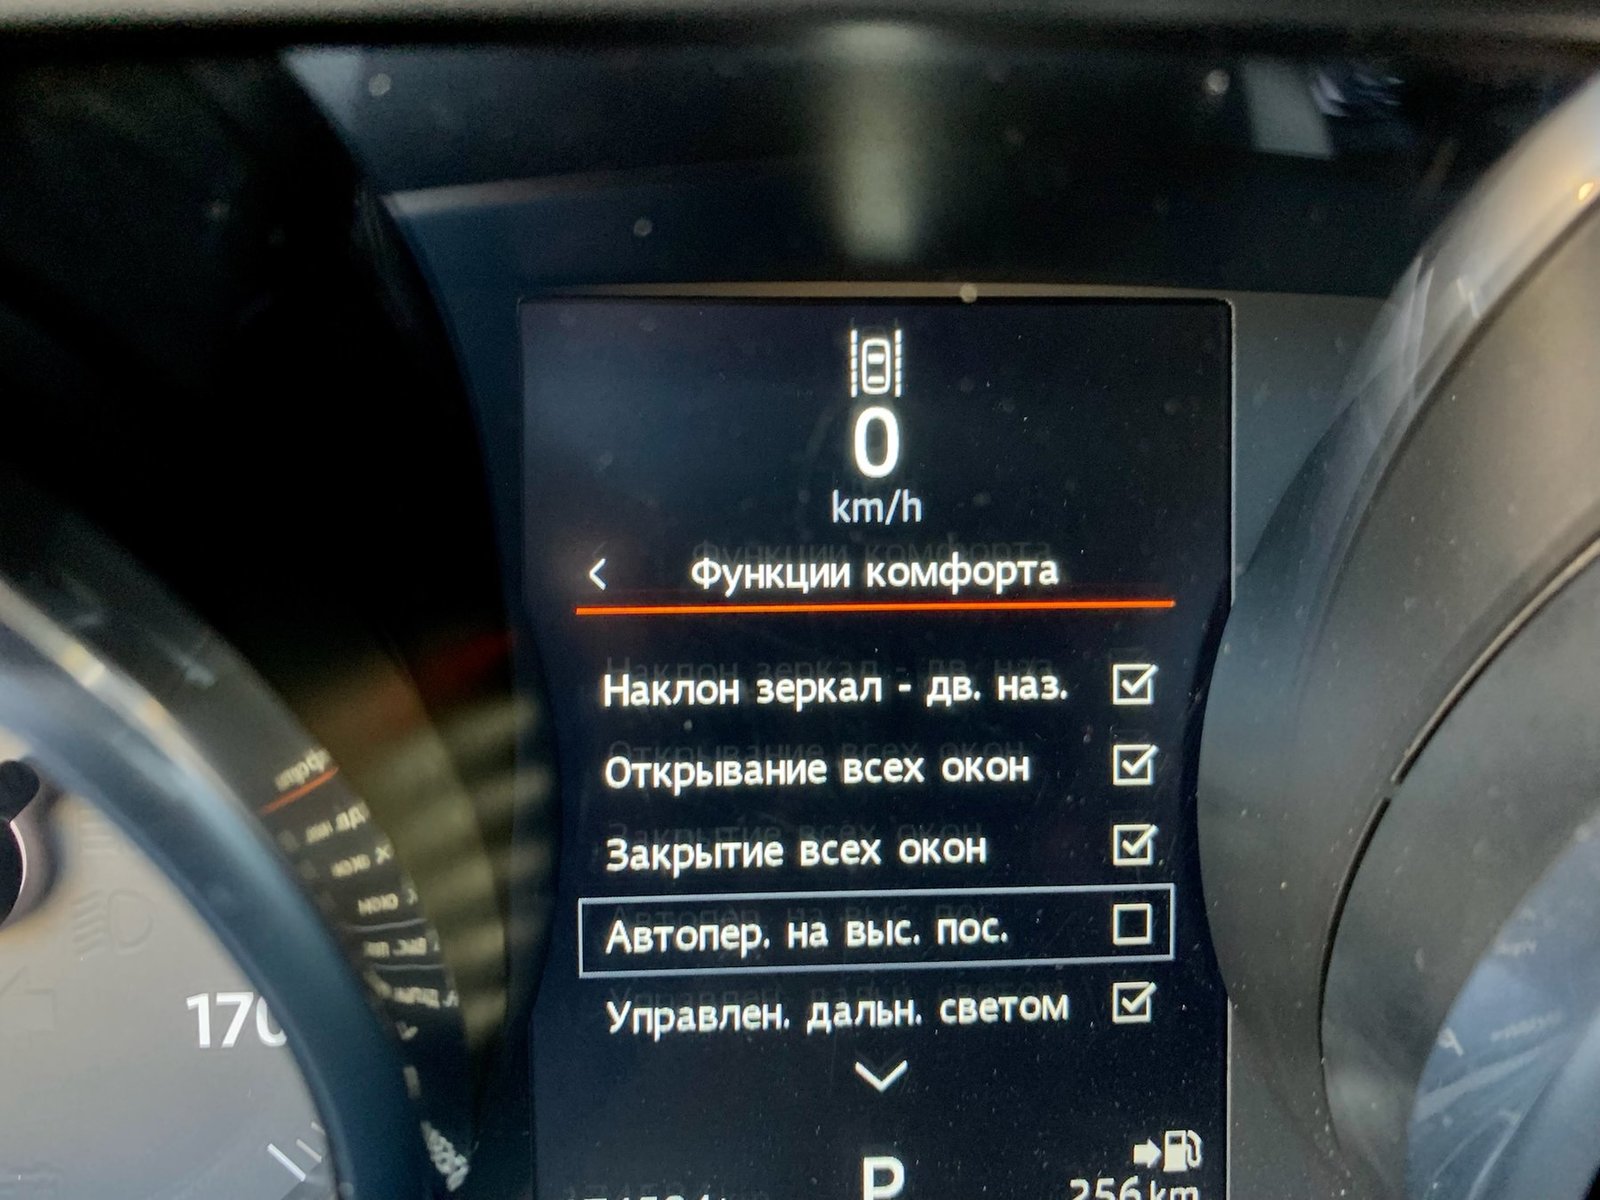 0
km/h
Функции комфорта
Наклон зеркал - дв. наз.
Открывание всех окон
Закрытие всех окон
Автопер. на выс. пос.
Управлен. дальн. светом
170
P
256 km